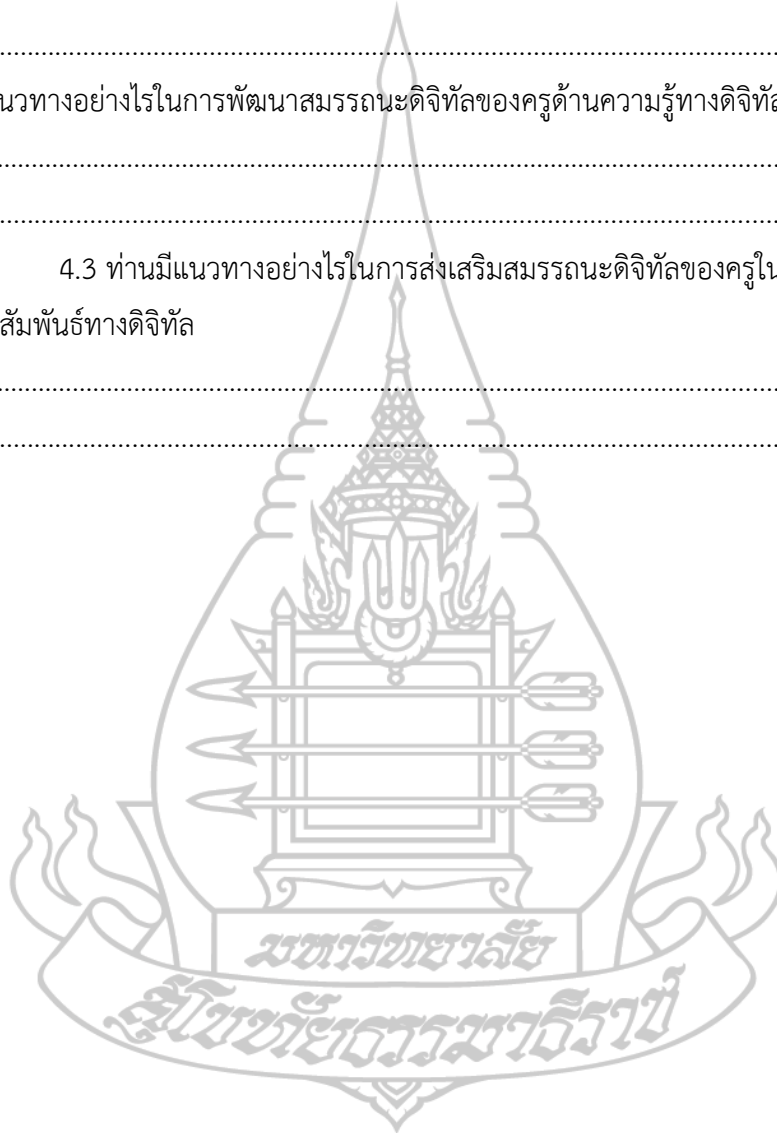 ................................................................................
นวทางอย่างไรในการพัฒนาสมรรถนะดิจิทัลของครูด้านความรู้ทางดิจิทัล
................................................................................
................................................................................
4.3 ท่านมีแนวทางอย่างไรในการส่งเสริมสมรรถนะดิจิทัลของครูใน
สัมพันธ์ทางดิจิทัล
................................................................................
................................................................................
มหาวิทยาลัย
สุโขทัยธรรมาธิราช